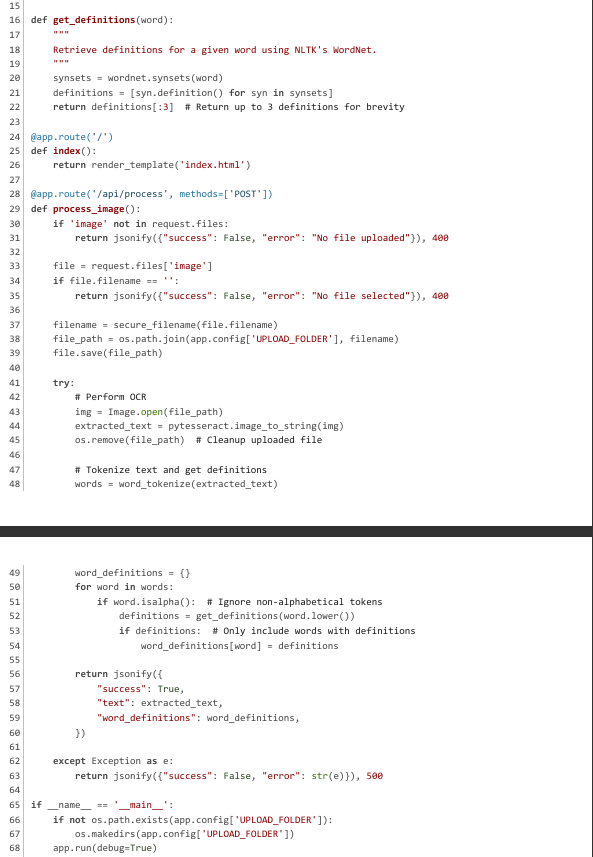 15
16 def get_definitions(word):
17     """
18     Retrieve definitions for a given word using NLTK's WordNet.
19     """
20     synsets = wordnet.synsets(word)
21     definitions = [syn.definition() for syn in synsets]
22     return definitions[:3]  # Return up to 3 definitions for brevity
23
24 @app.route('/')
25 def index():
26     return render_template('index.html')
27
28 @app.route('/api/process', methods=['POST'])
29 def process_image():
30     if 'image' not in request.files:
31         return jsonify({"success": False, "error": "No file uploaded"}), 400
32
33     file = request.files['image']
34     if file.filename == '':
35         return jsonify({"success": False, "error": "No file selected"}), 400
36
37     filename = secure_filename(file.filename)
38     file_path = os.path.join(app.config['UPLOAD_FOLDER'], filename)
39     file.save(file_path)
40
41     try:
42         # Perform OCR
43         img = Image.open(file_path)
44         extracted_text = pytesseract.image_to_string(img)
45         os.remove(file_path)  # Cleanup uploaded file
46
47         # Tokenize text and get definitions
48         words = word_tokenize(extracted_text)
49         word_definitions = {}
50         for word in words:
51             if word.isalpha():  # Ignore non-alphabetical tokens
52                 definitions = get_definitions(word.lower())
53                 if definitions:  # Only include words with definitions
54                     word_definitions[word] = definitions
55
56         return jsonify({
57             "success": True,
58             "text": extracted_text,
59             "word_definitions": word_definitions,
60         })
61
62     except Exception as e:
63         return jsonify({"success": False, "error": str(e)}), 500
64
65 if __name__ == '__main__':
66     if not os.path.exists(app.config['UPLOAD_FOLDER']):
67         os.makedirs(app.config['UPLOAD_FOLDER'])
68     app.run(debug=True)